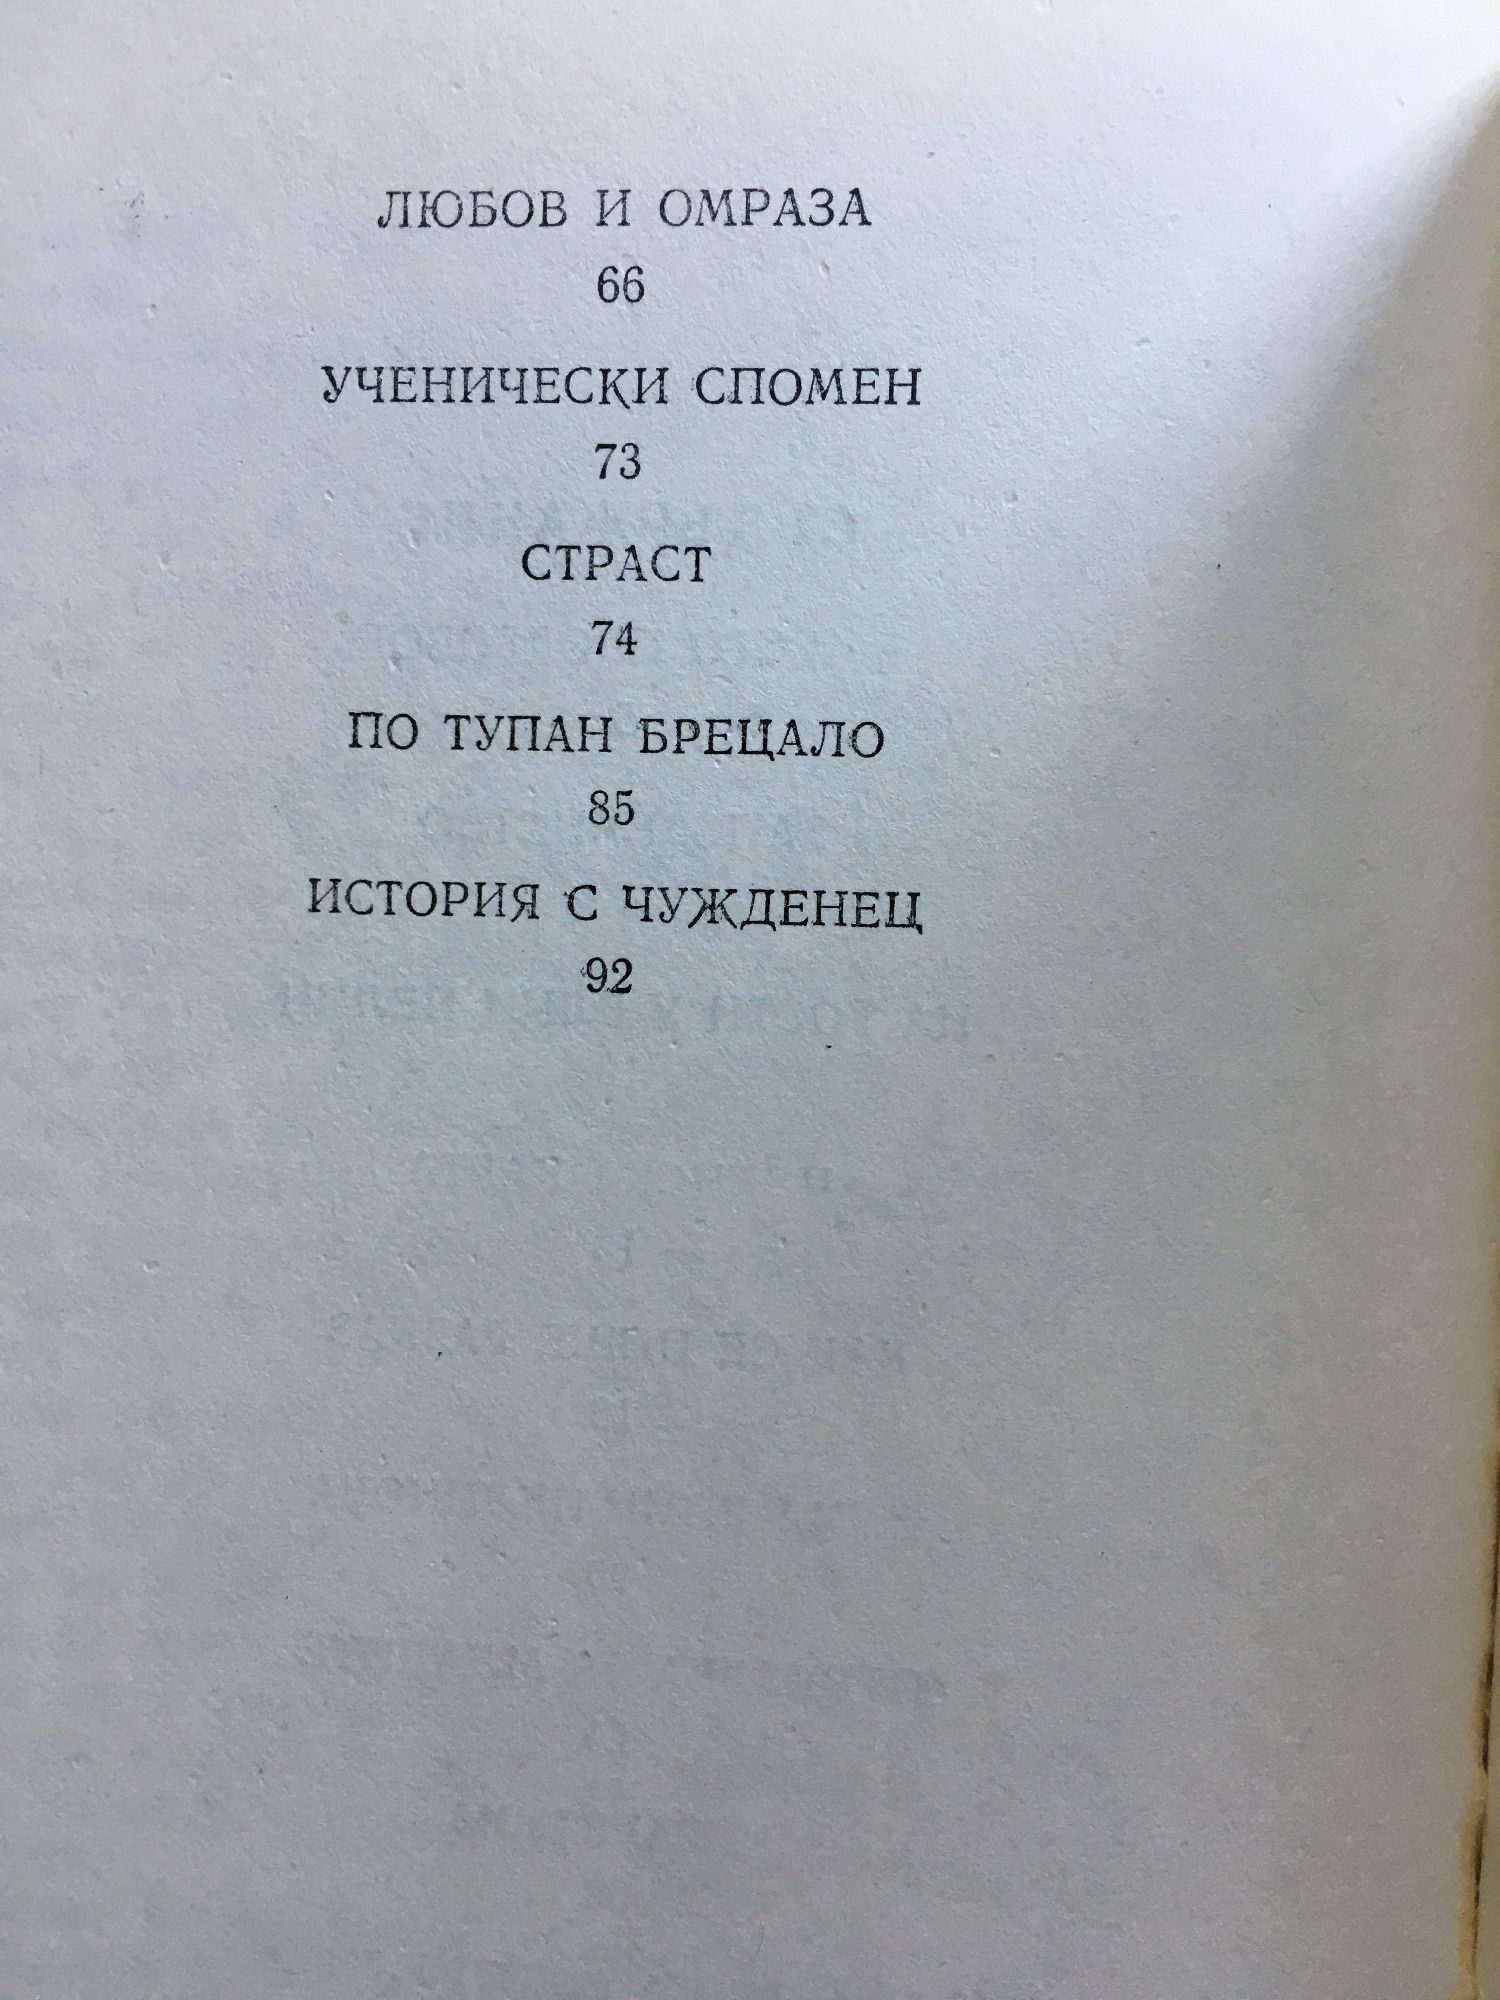 ЛЮБОВ И ОМРАЗА
66
УЧЕНИЧЕСКИ СПОМЕН
73
СТРАСТ
74
ПО ТУПАН БРЕЦАЛО
85
ИСТОРИЯ С ЧУЖДЕНЕЦ
92